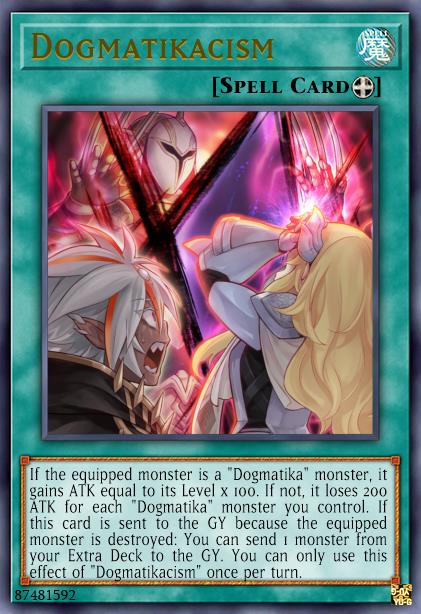 Dogmatikacism
魔
[Spell Card]
If the equipped monster is a "Dogmatika" monster, it
gains ATK equal to its Level x 100. If not, it loses 200
ATK for each "Dogmatika" monster you control. If
this card is sent to the GY because the equipped
monster is destroyed: You can send 1 monster
from your Extra Deck to the GY. You can only use this
effect of "Dogmatikacism" once per turn.
87481592